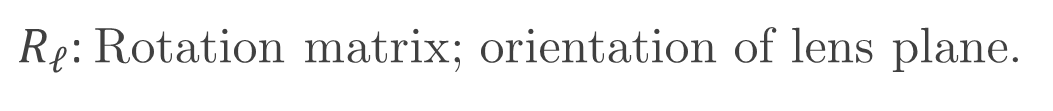 R_ℓ: Rotation matrix; orientation of lens plane.